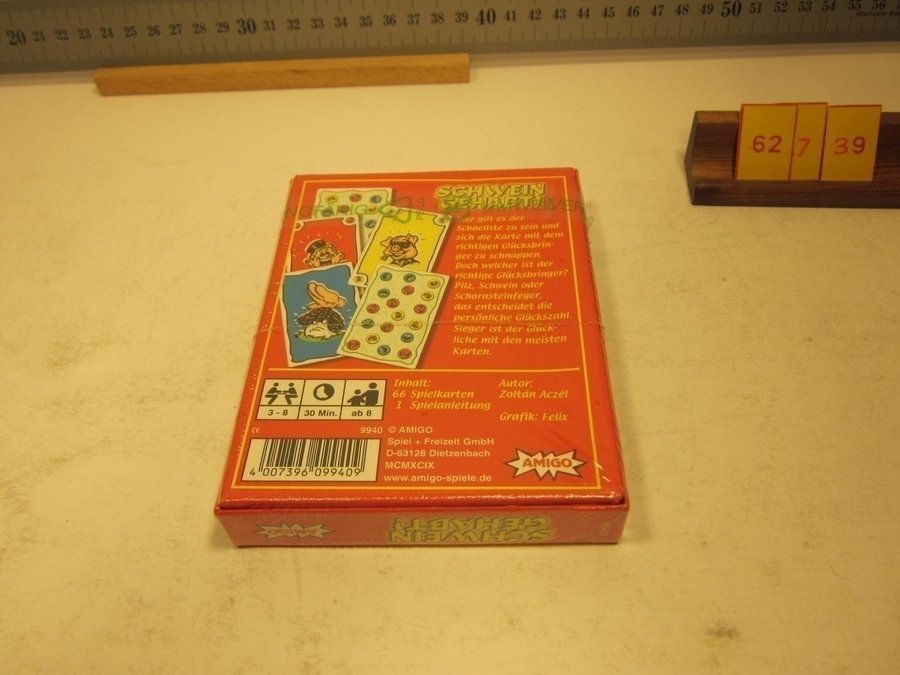 20 21 22 23 24 25 26 27 28 29 30 31 32 33 34 35 36 37 38 39 40 41 42 43 44 45 46 47 48 49 50 51 52 53 54 55 56
62 7 39
SCHWEIN
GEHABT!
Hier gilt es der
Schnellste zu sein und
sich die Karte mit dem
richtigen Glücksbrin-
ger zu schnappen.
Doch welcher ist der
richtige Glücksbringer?
Pilz, Schwein oder
Schornsteinfeger,
das entscheidet die
persönliche Glückszahl.
Sieger ist der Glück-
liche mit den meisten
Karten.
3 - 8 30 Min. ab 8
Inhalt:
66 Spielkarten
1 Spielanleitung
Autor:
Zoltán Aczél
Grafik: Felix
CE 9940 © AMIGO
Spiel + Freizeit GmbH
D-63128 Dietzenbach
MCMXCIX
www.amigo-spiele.de
4 007396 099409
AMIGO
AMIGO
SCHWEIN
GEHABT!